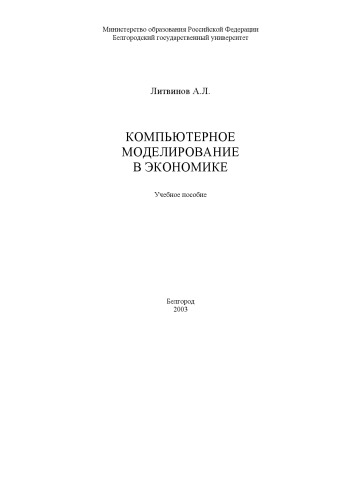 Министерство образования Российской Федерации
Белгородский государственный университет
Литвинов А.Л.
КОМПЬЮТЕРНОЕ
МОДЕЛИРОВАНИЕ
В ЭКОНОМИКЕ
Учебное пособие
Белгород
2003